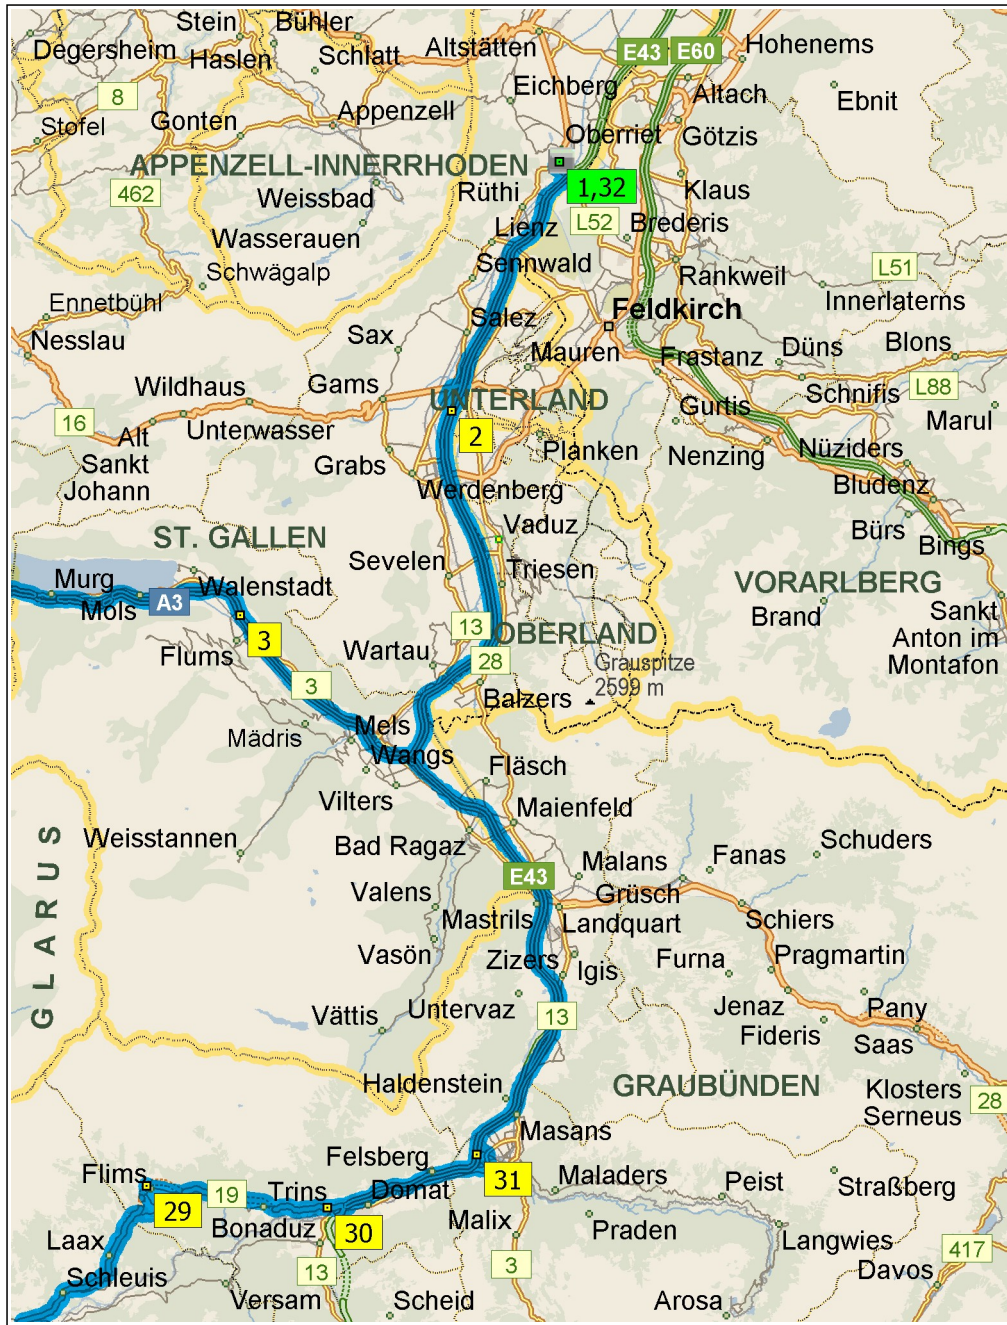 Stein
Bühler
Degersheim
Haslen
Schlatt
Altstätten
E43
E60
Hohenems
Eichberg
Altach
Ebnit
8
Stofel
Gonten
Appenzell
Oberriet
Götzis
APPENZELL-INNERRHODEN
462
Weissbad
Rüthi
1,32
Klaus
L52
Brederis
Wasserauen
Lienz
Schwägalp
Sennwald
Rankweil
L51
Innerlaterns
Ennetbühl
Nesslau
Sax
Salez
Feldkirch
Mauren
Frastanz
Düns
Blons
Wildhaus
Gams
UNTERLAND
Schnifis
L88
16
Alt
Sankt
Johann
Unterwasser
2
Gurtis
Marul
Grabs
Planken
Nenzing
Nüziders
Werdenberg
Bludenz
ST. GALLEN
Vaduz
Bürs
Bings
Murg
Mols
A3
Walenstadt
Sevelen
Triesen
VORARLBERG
Brand
Sankt
Anton im
Montafon
3
13
OBERLAND
Flums
Wartau
28
Grauspitze
2599 m
3
Balzers
Mädris
Mels
Wangs
Fläsch
Vilters
Maienfeld
GLARUS
Weisstannen
Bad Ragaz
Malans
Fanas
Schuders
E43
Valens
Grüsch
Mastrils
Landquart
Schiers
Vasön
Zizers
Igis
Furna
Pragmartin
Vättis
Untervaz
13
Jenaz
Fideris
Pany
Saas
Haldenstein
GRAUBÜNDEN
Klosters
Serneus
28
Masans
Flims
Felsberg
31
Maladers
Peist
Straßberg
29
19
Trins
Domat
Bonaduz
30
Malix
Praden
Laax
Langwies
417
Schleuis
13
3
Davos
Versam
Scheid
Arosa